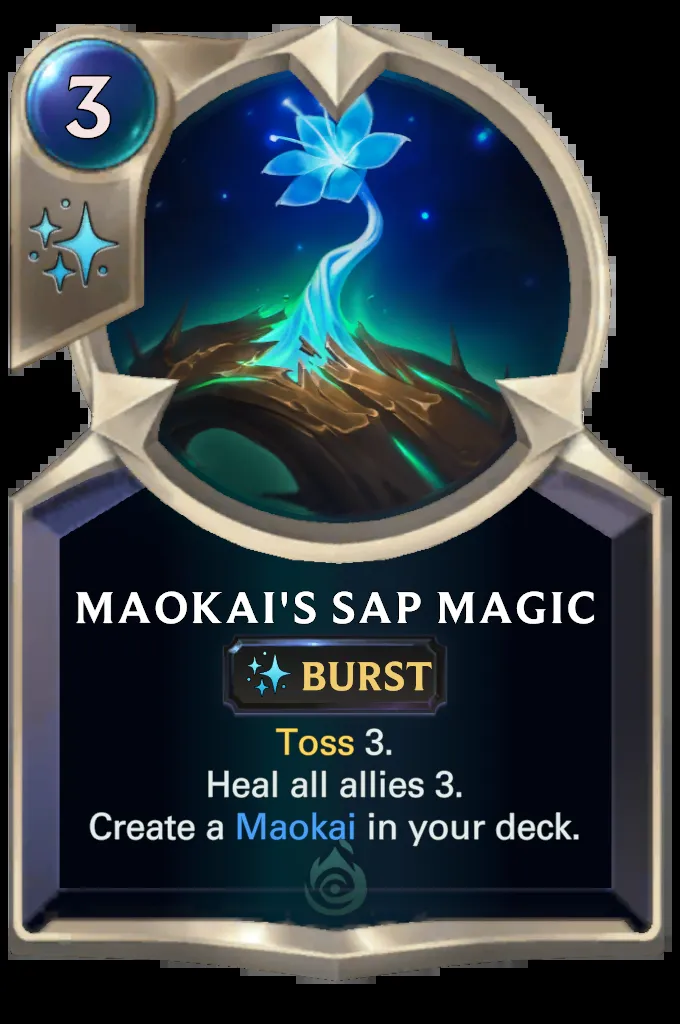 3
MAOKAI'S SAP MAGIC
BURST
Toss 3.
Heal all allies 3.
Create a Maokai in your deck.